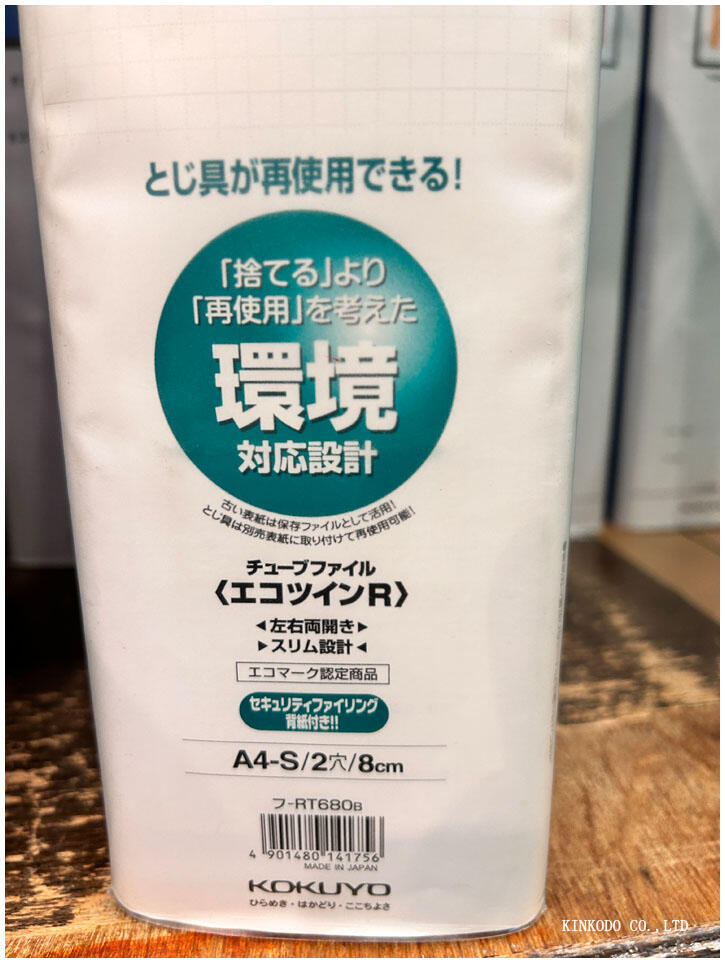 とじ具が再使用できる!
「捨てる」より
「再使用」を考えた
環境
対応設計
古い表紙は保存ファイルとして活用!
とじ具は別売表紙に取り付けて再使用可能!
チューブファイル
〈エコツインR〉
◀左右両開き▶
▶スリム設計◀
エコマーク認定商品
セキュリティファイリング
背紙付き!!
A4-S/2穴/8cm
フ-RT680B
4 901480 141756
MADE IN JAPAN
KOKUYO
ひらめき・はかどり・ここちよさ
KINKODO CO.,LTD